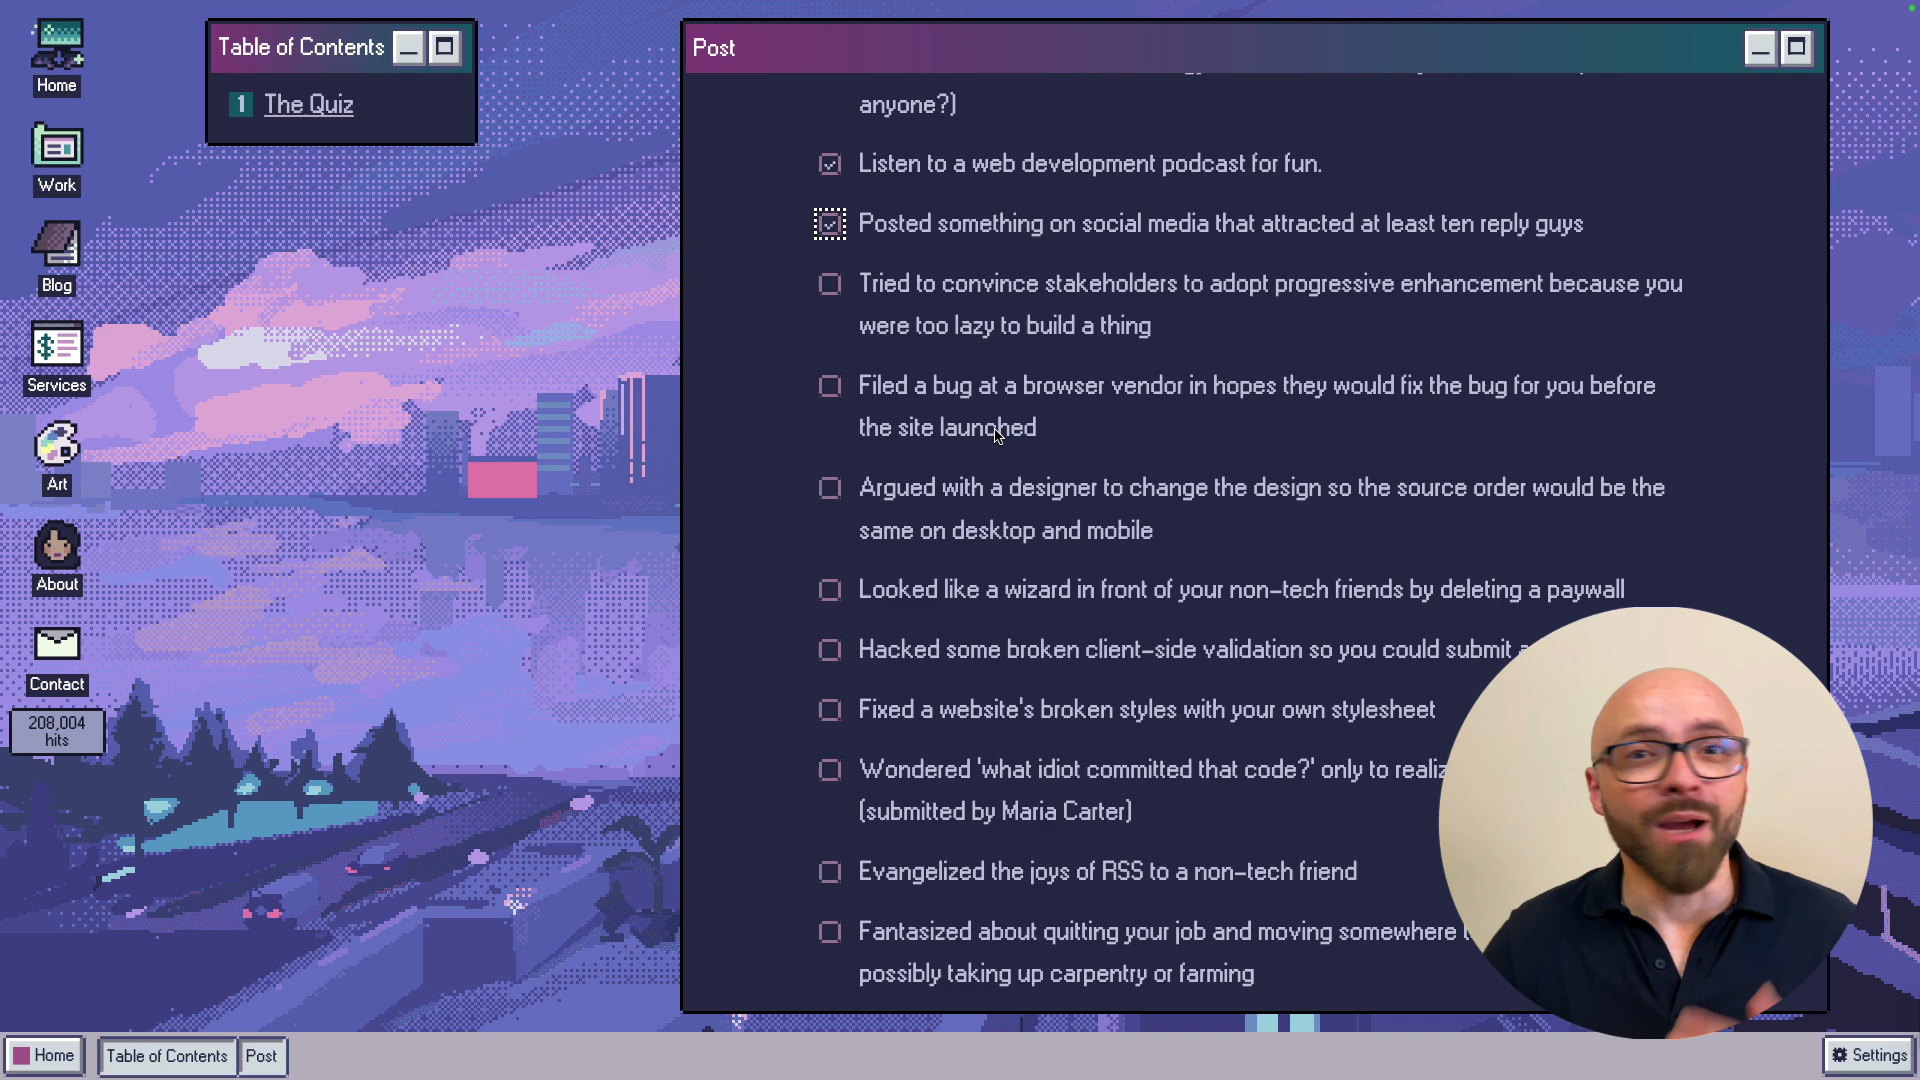 Home
Work
Blog
Services
Art
About
Contact
208,004
hits
Table of Contents
1 The Quiz
Post
anyone?)
Listen to a web development podcast for fun.
Posted something on social media that attracted at least ten reply guys
Tried to convince stakeholders to adopt progressive enhancement because you
were too lazy to build a thing
Filed a bug at a browser vendor in hopes they would fix the bug for you before
the site launched
Argued with a designer to change the design so the source order would be the
same on desktop and mobile
Looked like a wizard in front of your non-tech friends by deleting a paywall
Hacked some broken client-side validation so you could submit
Fixed a website's broken styles with your own stylesheet
Wondered 'what idiot committed that code?' only to
(submitted by Maria Carter)
Evangelized the joys of RSS to a non-tech friend
Fantasized about quitting your job and moving somewhere
possibly taking up carpentry or farming
Home
Table of Contents
Post
Settings